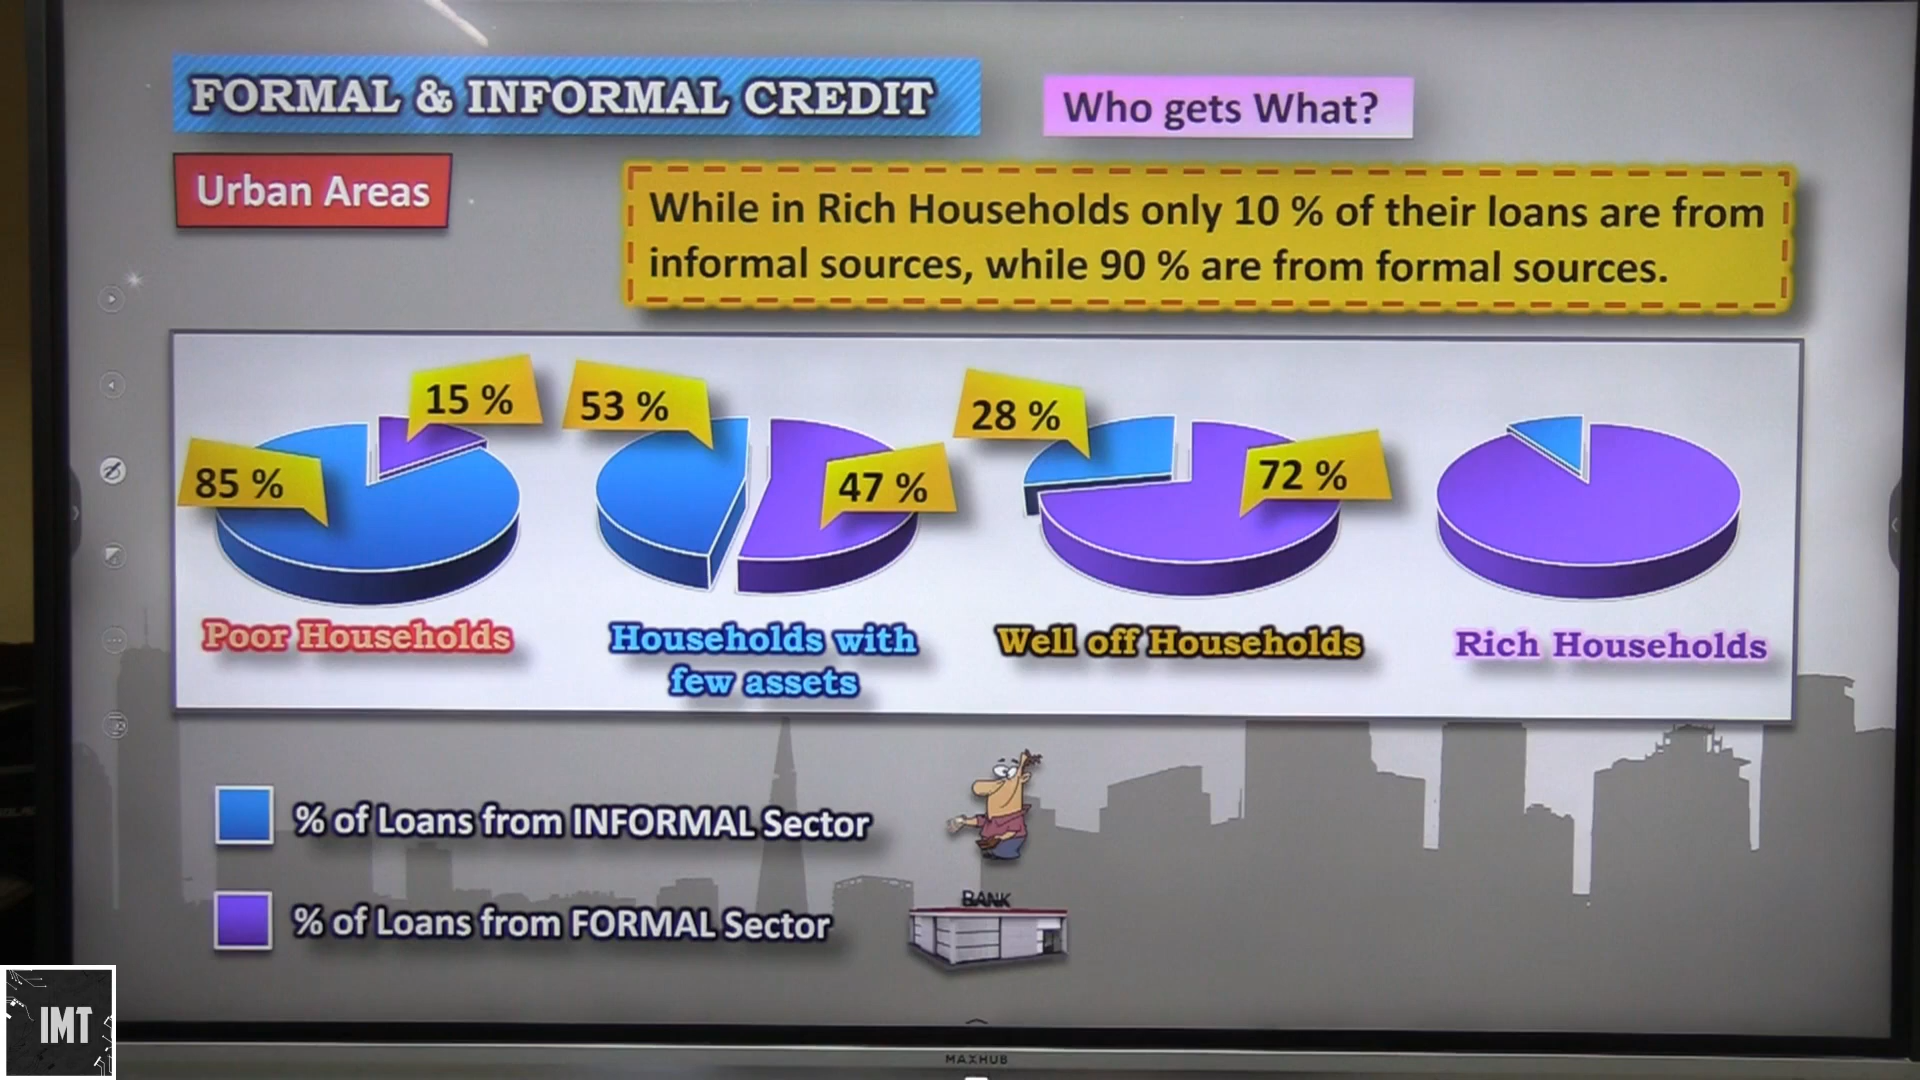 FORMAL & INFORMAL CREDIT
Who gets What?
Urban Areas
While in Rich Households only 10 % of their loans are from
informal sources, while 90 % are from formal sources.
15 %
85 %
53 %
47 %
28 %
72 %
Poor Households
Households with
few assets
Well off Households
Rich Households
% of Loans from INFORMAL Sector
BANK
% of Loans from FORMAL Sector
IMT
MAXHUB